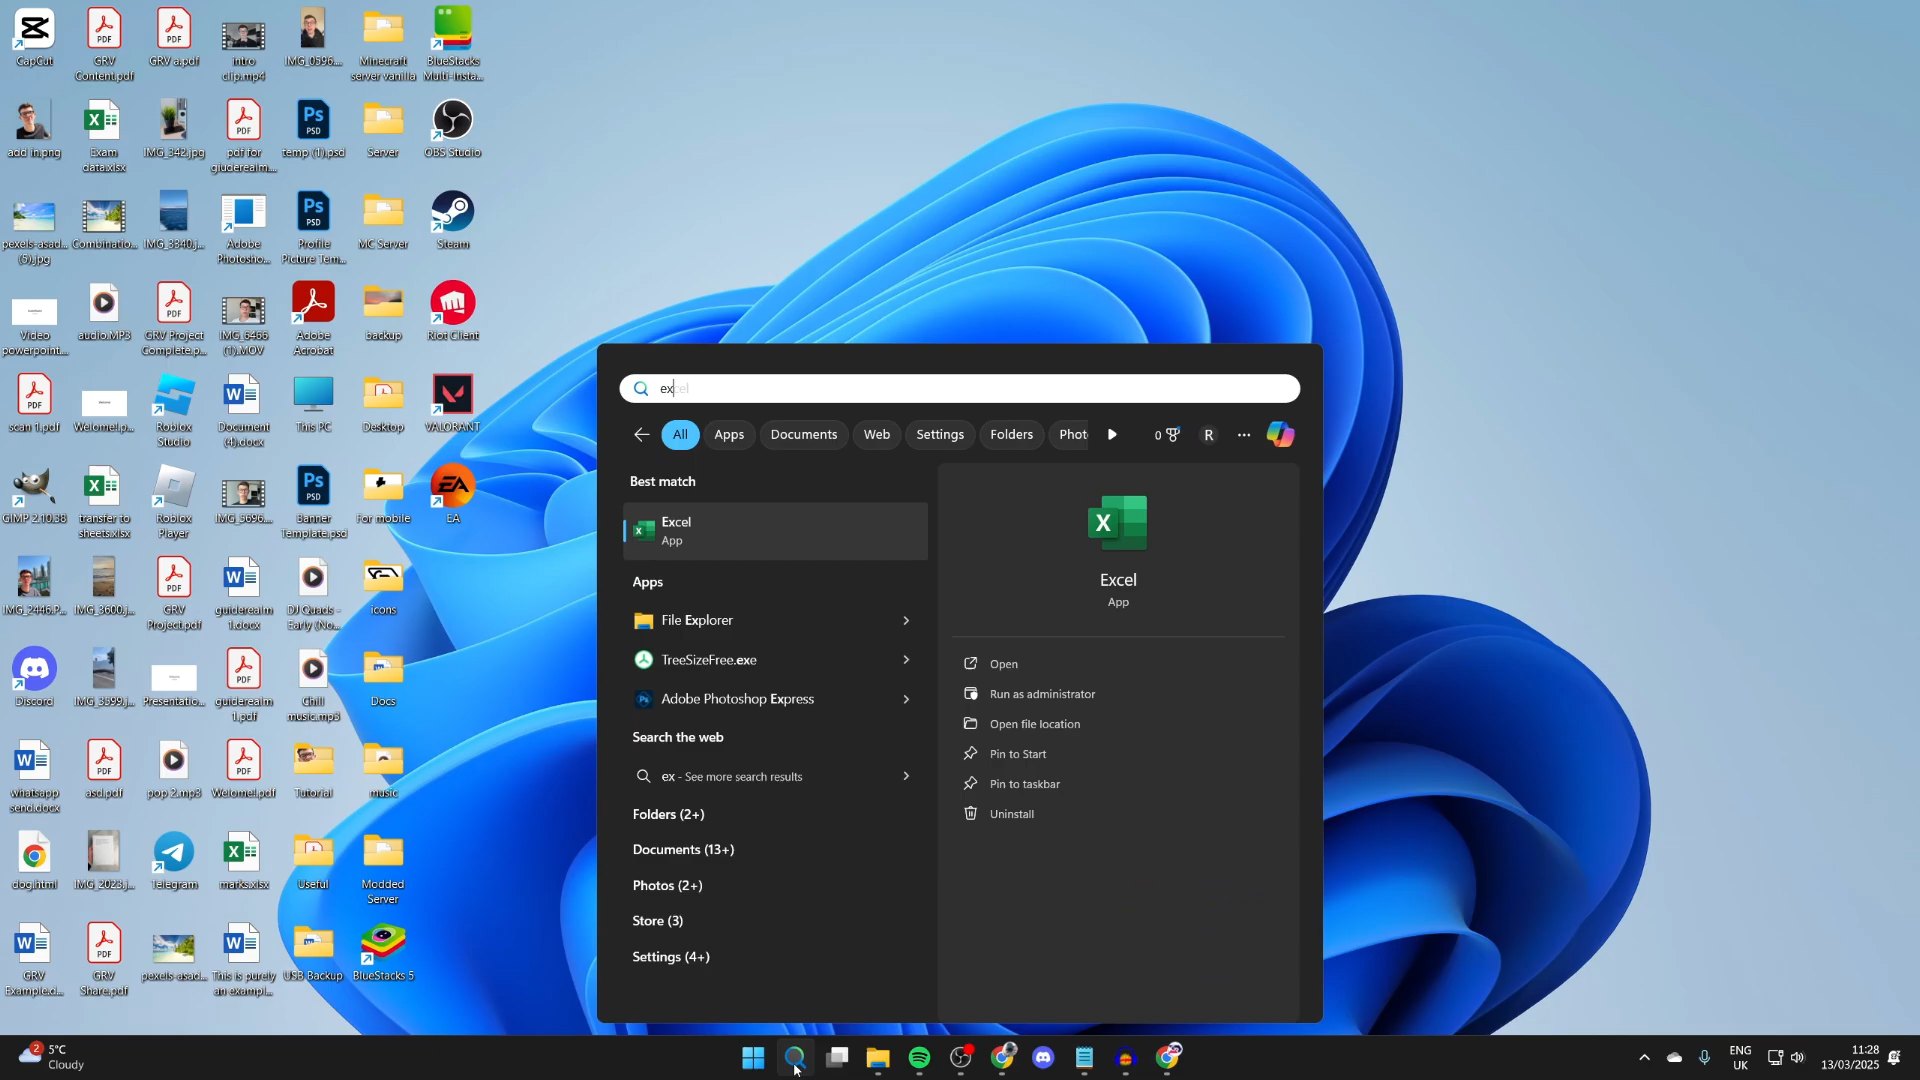 CapCut
GRV Content.pdf
GRV a.pdf
intro clip.mp4
IMG_0596...
Minecraft server vanilla
BlueStacks Multi-Insta...
add in.png
Exam data.xlsx
IMG_342.jpg
pdf for giuderealm...
temp (1).psd
Server
OBS Studio
pexels-asad... (5).jpg
Combinatio...
IMG_3340.j...
Adobe Photosho...
Profile Picture Tem...
MC Server
Steam
Video powerpoint...
audio.MP3
GRV Project Complete.p...
IMG_6466 (1).MOV
Adobe Acrobat
backup
Riot Client
scan 1.pdf
Welome!.p...
Roblox Studio
Document (4).docx
This PC
Desktop
VALORANT
GIMP 2.10.38
transfer to sheets.xlsx
Roblox Player
IMG_3696...
Banner Template.psd
For mobile
EA
IMG_2446.P...
IMG_3600.j...
GRV Project.pdf
guiderealm 1.docx
DJ Quads - Early (No...
icons
Discord
IMG_3599.j...
Presentatio...
guiderealm 1.pdf
Chill music.mp3
Docs
whatsapp send.docx
asd.pdf
pop 2.mp3
Welome!.pdf
Tutorial
music
dog.html
IMG_2023.j...
Telegram
marks.xlsx
Useful
Modded Server
GRV Example.d...
GRV Share.pdf
pexels-asad...
This is purely an exampl...
USB Backup
BlueStacks 5
excel
All Apps Documents Web Settings Folders Phot 0 R
Best match
Excel
App
Apps
File Explorer
TreeSizeFree.exe
Adobe Photoshop Express
Search the web
ex - See more search results
Folders (2+)
Documents (13+)
Photos (2+)
Store (3)
Settings (4+)
Excel
App
Open
Run as administrator
Open file location
Pin to Start
Pin to taskbar
Uninstall
2
5°C
Cloudy
ENG
UK
11:28
13/03/2025